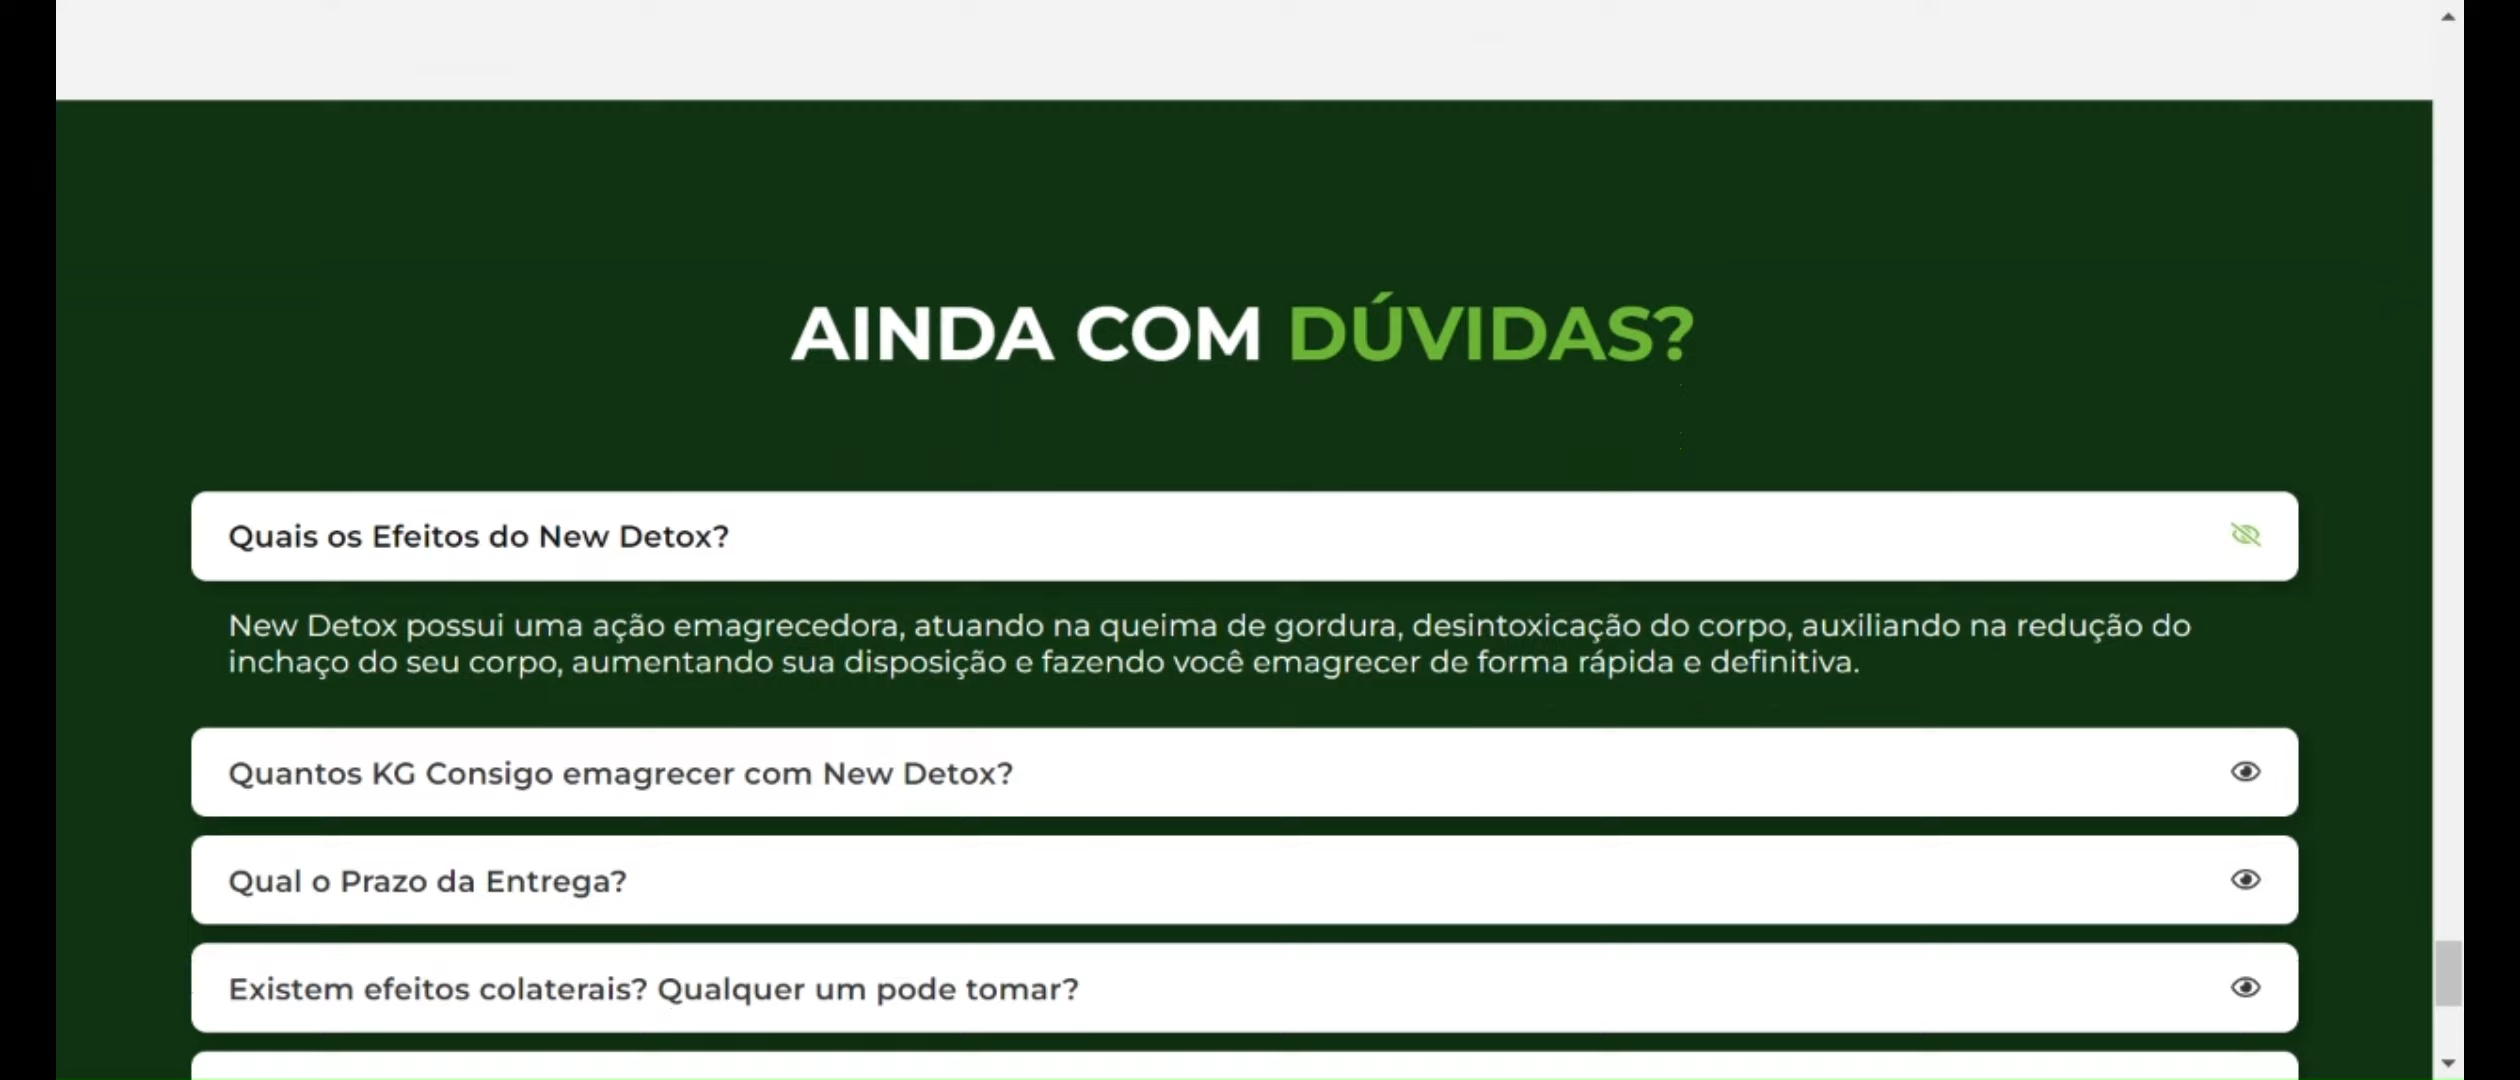 AINDA COM DÚVIDAS?
Quais os Efeitos do New Detox?
New Detox possui uma ação emagrecedora, atuando na queima de gordura, desintoxicação do corpo, auxiliando na redução do
inchaço do seu corpo, aumentando sua disposição e fazendo você emagrecer de forma rápida e definitiva.
Quantos KG Consigo emagrecer com New Detox?
Qual o Prazo da Entrega?
Existem efeitos colaterais? Qualquer um pode tomar?